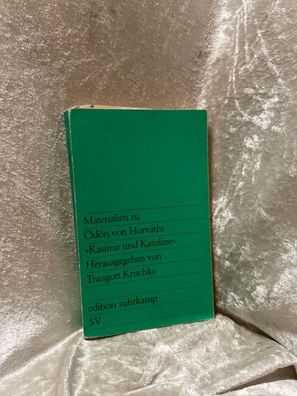 Materialien zu
Ödön von Horváths
»Kasimir und Karoline«
Herausgegeben von
Traugott Krischke
edition suhrkamp
SV